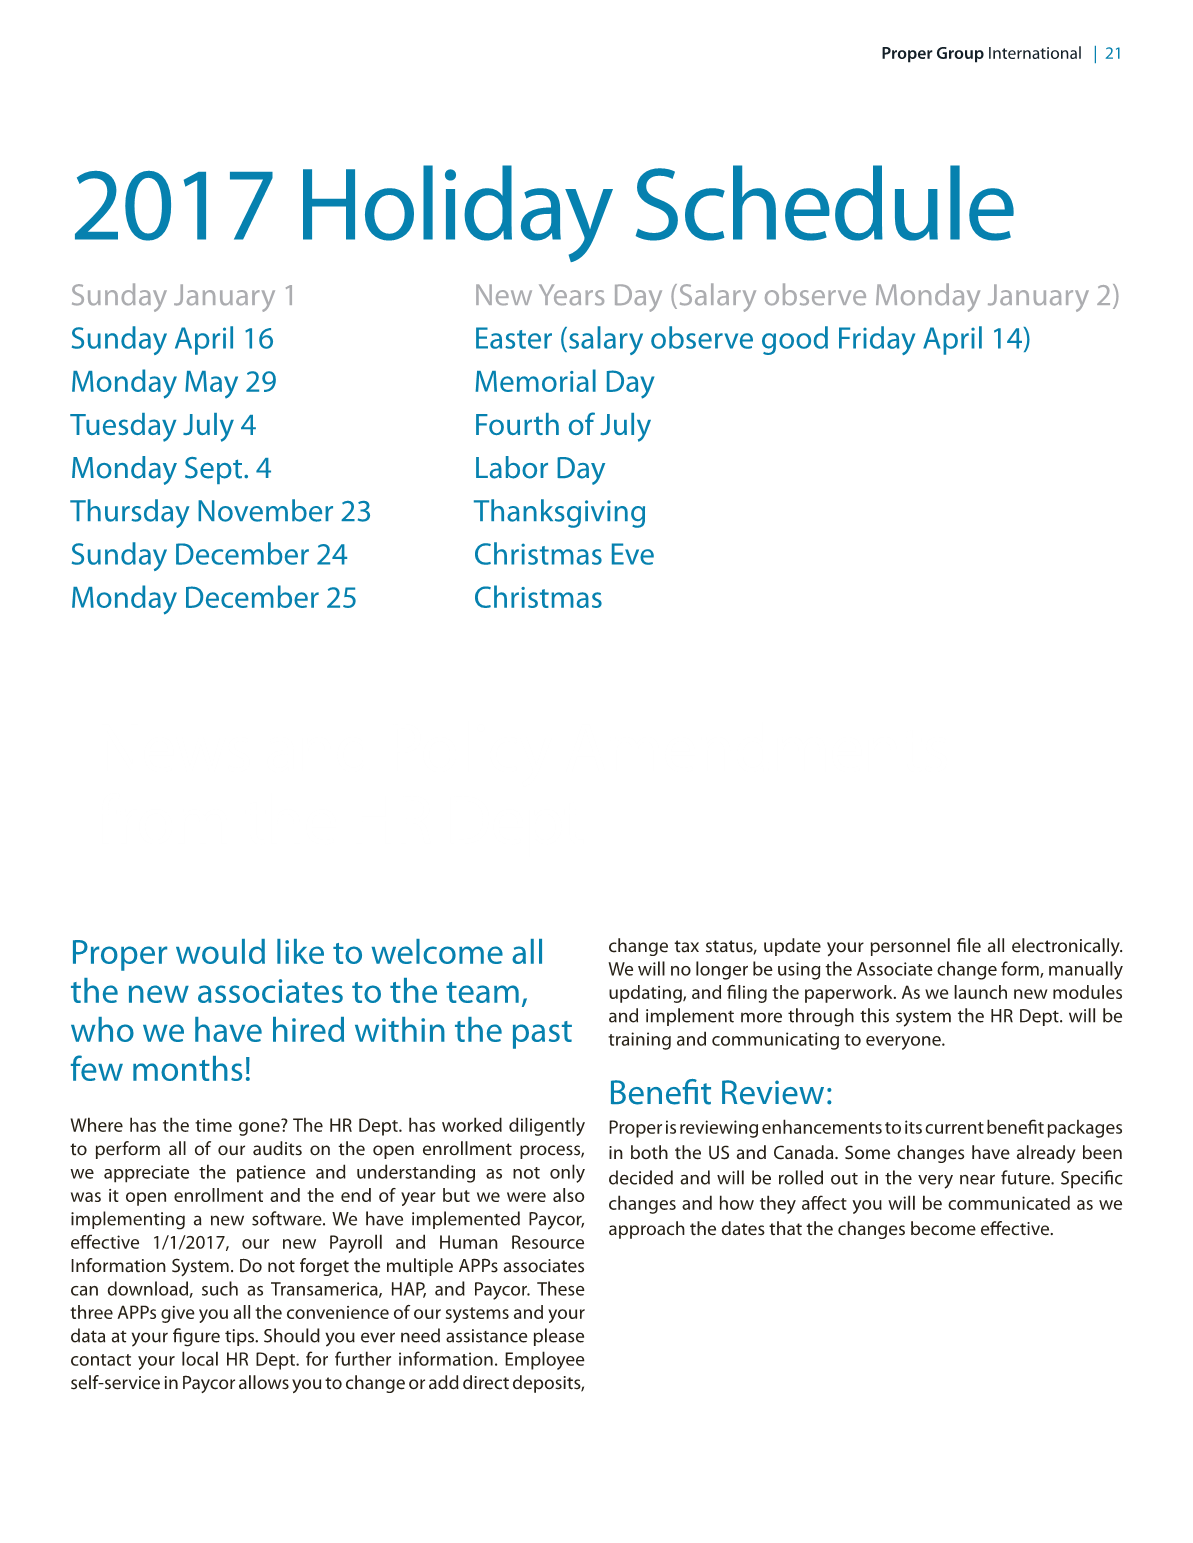 Proper Group International | 21
2017 Holiday Schedule
Sunday January 1 New Years Day (Salary observe Monday January 2)
Sunday April 16 Easter (salary observe good Friday April 14)
Monday May 29 Memorial Day
Tuesday July 4 Fourth of July
Monday Sept. 4 Labor Day
Thursday November 23 Thanksgiving
Sunday December 24 Christmas Eve
Monday December 25 Christmas
Proper would like to welcome all
the new associates to the team,
who we have hired within the past
few months!
Where has the time gone? The HR Dept. has worked diligently
to perform all of our audits on the open enrollment process,
we appreciate the patience and understanding as not only
was it open enrollment and the end of year but we were also
implementing a new software. We have implemented Paycor,
effective 1/1/2017, our new Payroll and Human Resource
Information System. Do not forget the multiple APPs associates
can download, such as Transamerica, HAP, and Paycor. These
three APPs give you all the convenience of our systems and your
data at your figure tips. Should you ever need assistance please
contact your local HR Dept. for further information. Employee
self-service in Paycor allows you to change or add direct deposits,
change tax status, update your personnel file all electronically.
We will no longer be using the Associate change form, manually
updating, and filing the paperwork. As we launch new modules
and implement more through this system the HR Dept. will be
training and communicating to everyone.
Benefit Review:
Proper is reviewing enhancements to its current benefit packages
in both the US and Canada. Some changes have already been
decided and will be rolled out in the very near future. Specific
changes and how they affect you will be communicated as we
approach the dates that the changes become effective.